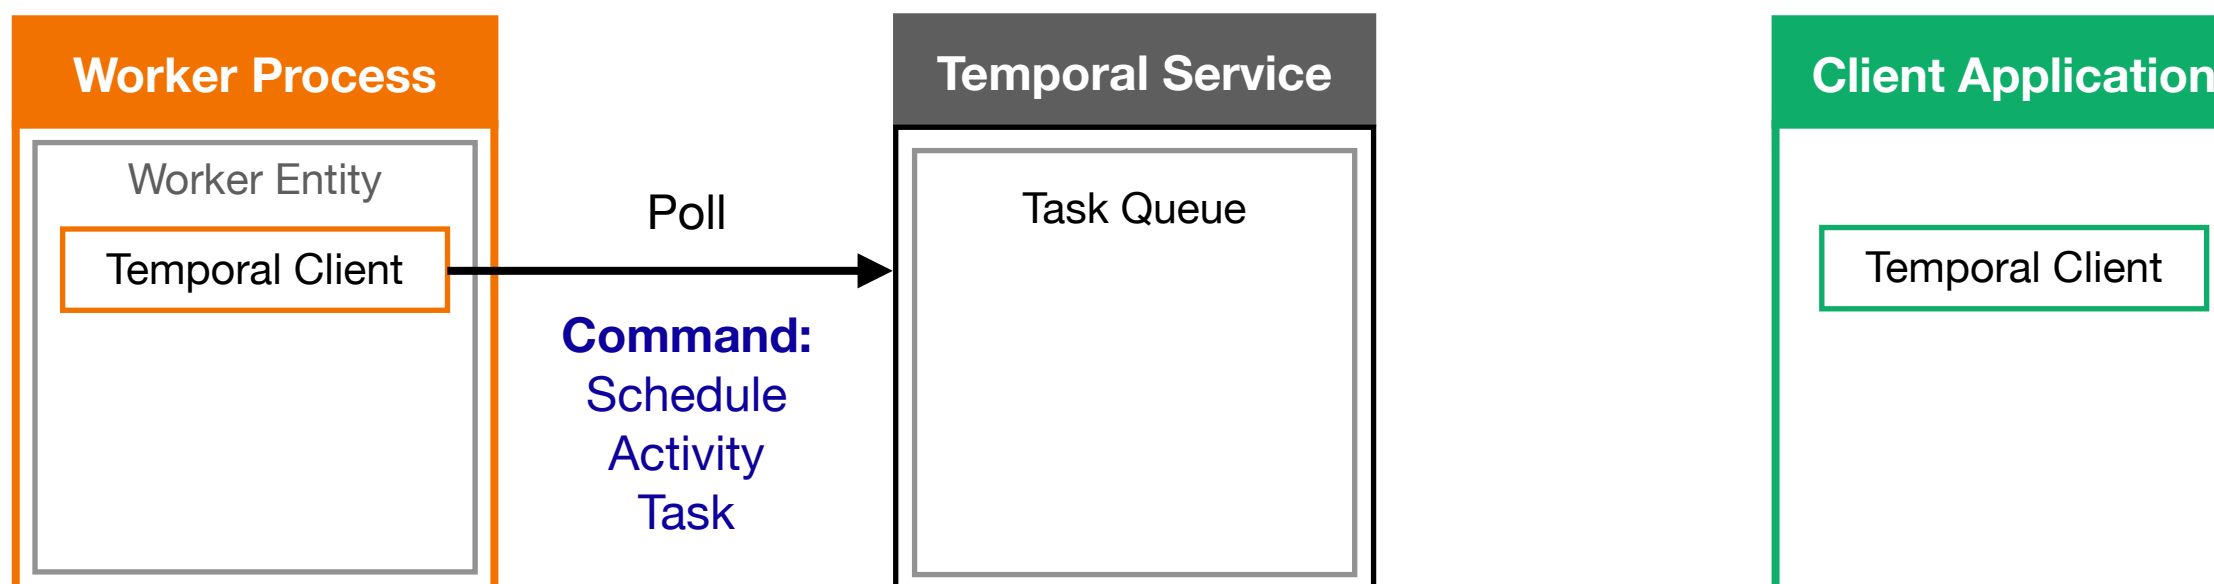 Worker Process
Worker Entity
Temporal Client
Poll
Command:
Schedule
Activity
Task
Temporal Service
Task Queue
Client Application
Temporal Client